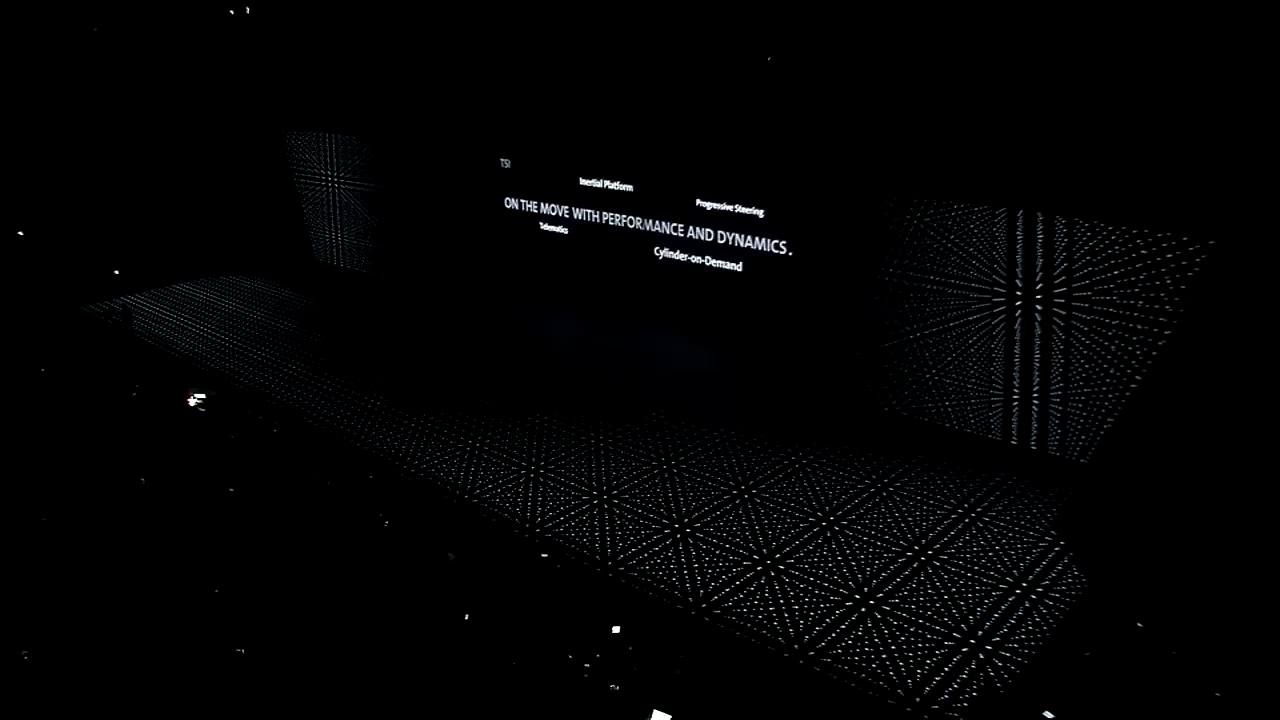 TSI
Inertial Platform
Progressive Steering
ON THE MOVE WITH PERFORMANCE AND DYNAMICS.
Telematics
Cylinder-on-Demand